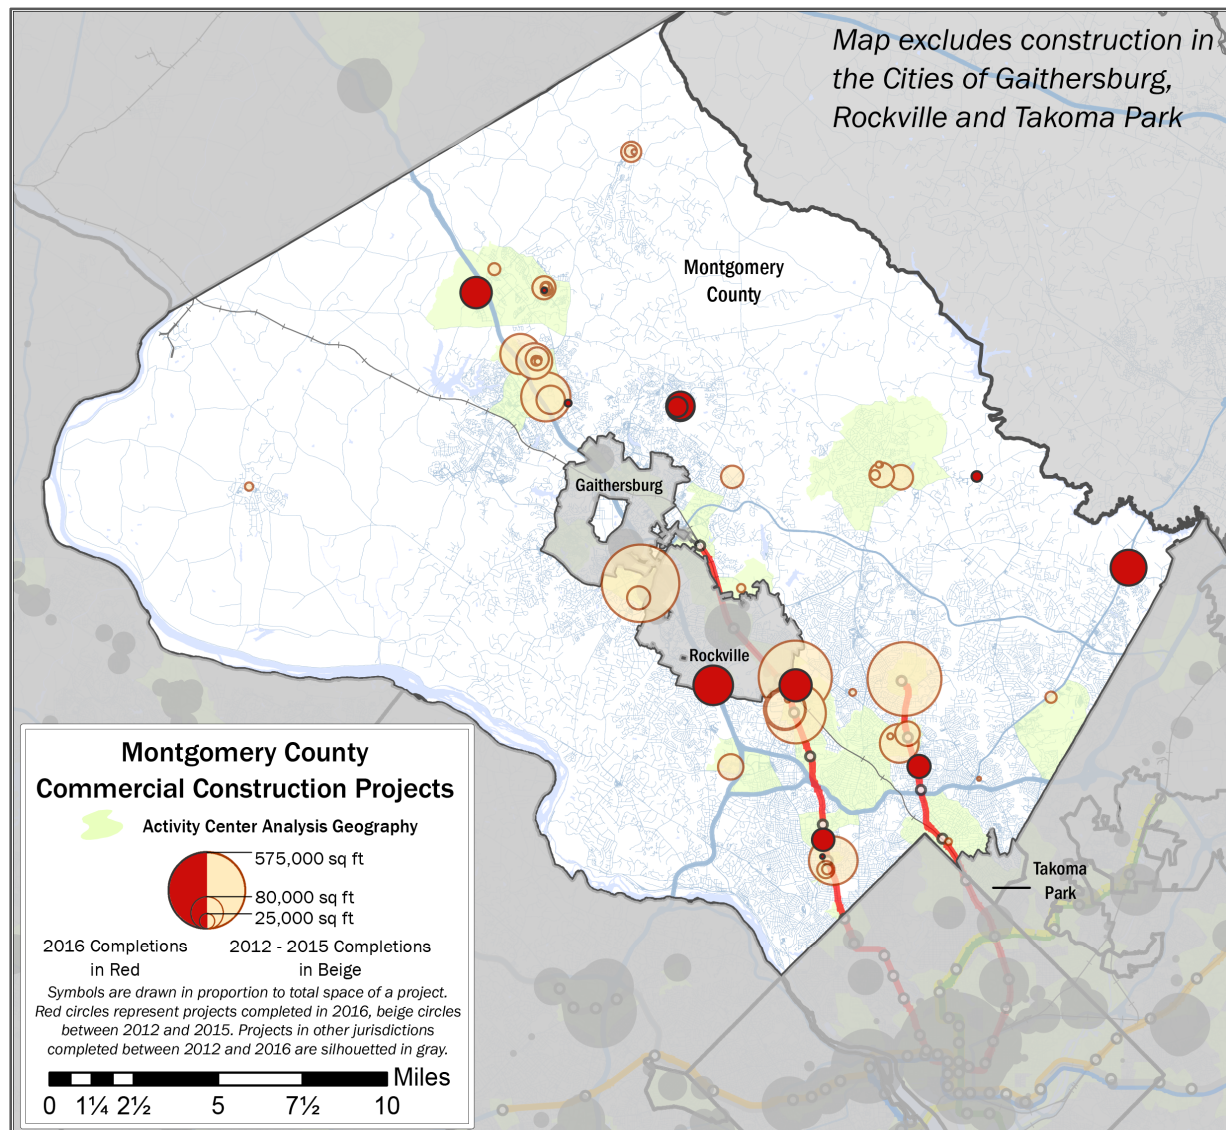 Map excludes construction in
the Cities of Gaithersburg,
Rockville and Takoma Park
Montgomery
County
Gaithersburg
Rockville
Takoma
Park
Montgomery County
Commercial Construction Projects
Activity Center Analysis Geography
575,000 sq ft
80,000 sq ft
25,000 sq ft
2016 Completions
in Red
2012 - 2015 Completions
in Beige
Symbols are drawn in proportion to total space of a project.
Red circles represent projects completed in 2016, beige circles
between 2012 and 2015. Projects in other jurisdictions
completed between 2012 and 2016 are silhouetted in gray.
Miles
0 1¼ 2½ 5 7½ 10